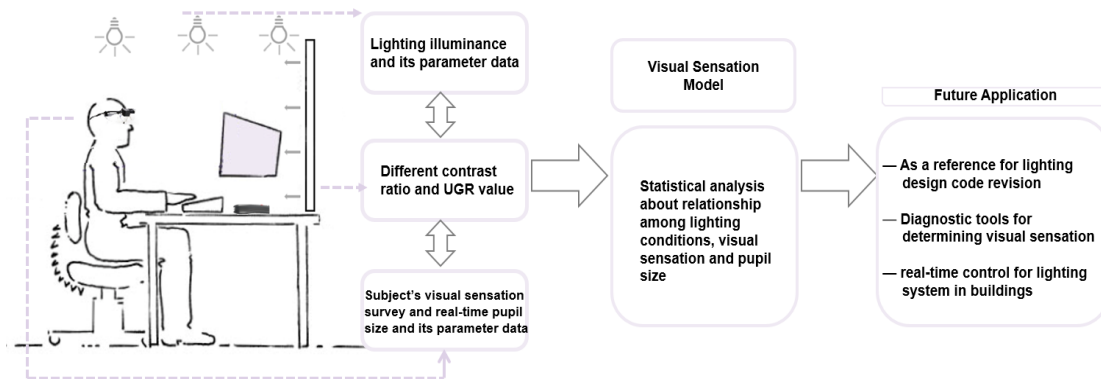 Lighting illuminance
and its parameter data
Different contrast
ratio and UGR value
Subject's visual sensation
survey and real-time pupil
size and its parameter data
Visual Sensation
Model
Statistical analysis
about relationship
among lighting
conditions, visual
sensation and pupil
size
Future Application
— As a reference for lighting
design code revision
— Diagnostic tools for
determining visual sensation
— real-time control for lighting
system in buildings